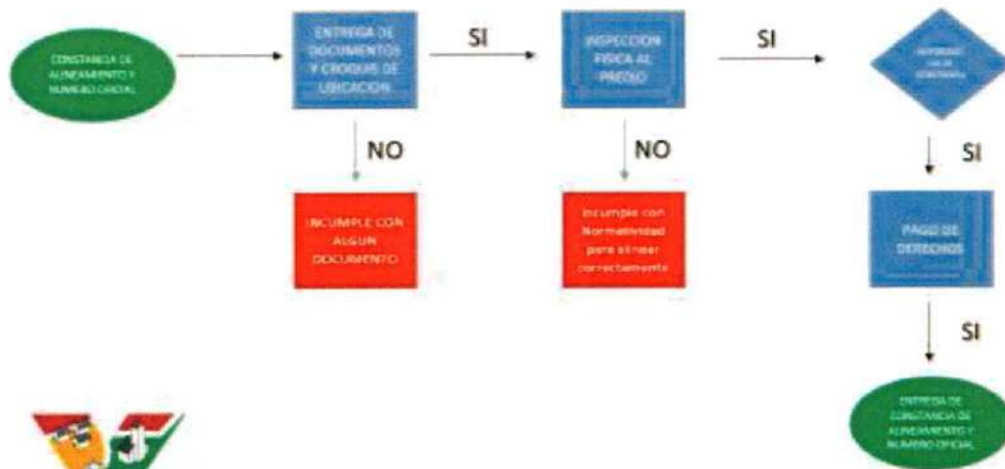 CONSTANCIA DE
ALINEAMIENTO Y
NUMERO OFICIAL
ENTREGA DE
DOCUMENTOS
Y CROQUIS DE
UBICACION
SI
INSPECCION
FISICA AL
PREDIO
SI
NO
INCUMPLE CON
ALGUN
DOCUMENTO
NO
Incumple con
Normatividad
para alinear
correctamente
SI
PAGO DE
DERECHOS
SI
ENTREGA DE
CONSTANCIA DE
ALINEAMIENTO Y
NUMERO OFICIAL